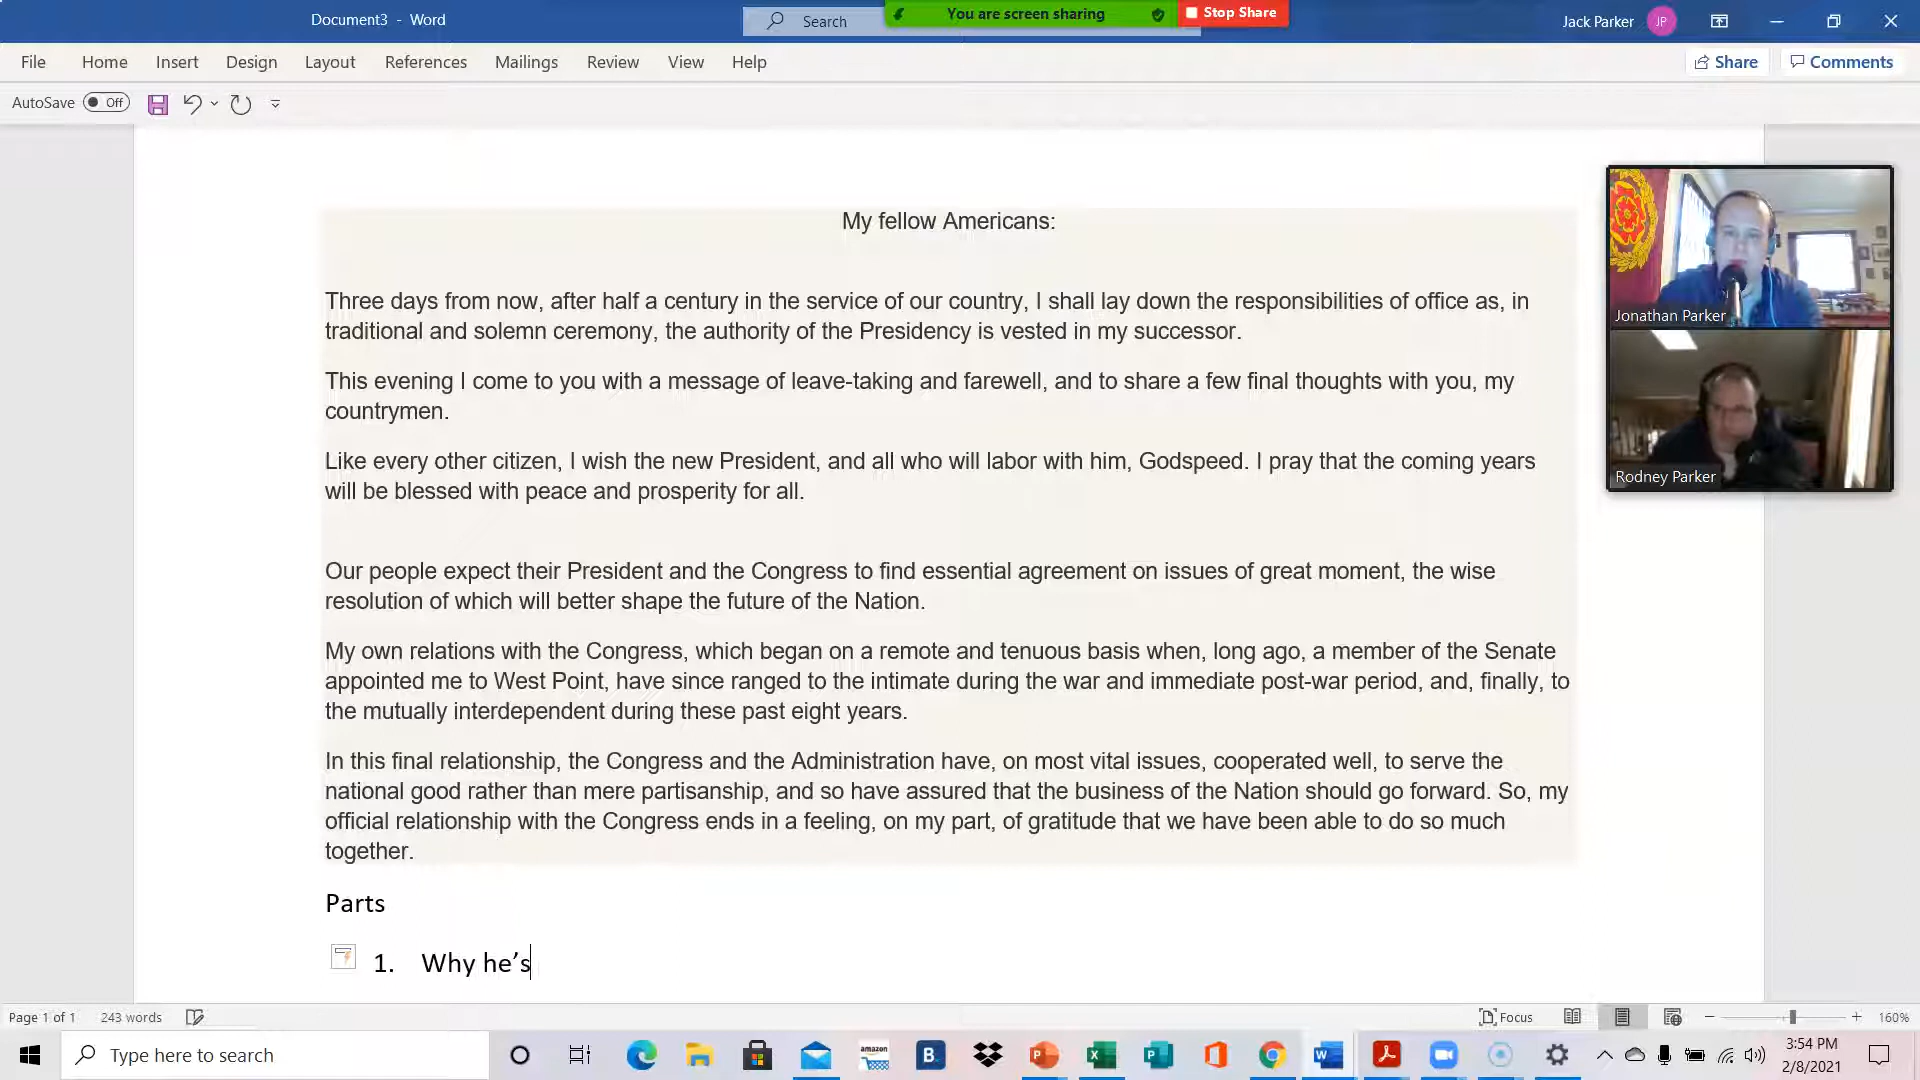 Document3 - Word
Search
You are screen sharing
Stop Share
Jack Parker
JP
File Home Insert Design Layout References Mailings Review View Help
Share
Comments
AutoSave Off
My fellow Americans:
Three days from now, after half a century in the service of our country, I shall lay down the responsibilities of office as, in
traditional and solemn ceremony, the authority of the Presidency is vested in my successor.
This evening I come to you with a message of leave-taking and farewell, and to share a few final thoughts with you, my
countrymen.
Like every other citizen, I wish the new President, and all who will labor with him, Godspeed. I pray that the coming years
will be blessed with peace and prosperity for all.
Our people expect their President and the Congress to find essential agreement on issues of great moment, the wise
resolution of which will better shape the future of the Nation.
My own relations with the Congress, which began on a remote and tenuous basis when, long ago, a member of the Senate
appointed me to West Point, have since ranged to the intimate during the war and immediate post-war period, and, finally, to
the mutually interdependent during these past eight years.
In this final relationship, the Congress and the Administration have, on most vital issues, cooperated well, to serve the
national good rather than mere partisanship, and so have assured that the business of the Nation should go forward. So, my
official relationship with the Congress ends in a feeling, on my part, of gratitude that we have been able to do so much
together.
Parts
1. Why he’s
Jonathan Parker
Rodney Parker
Page 1 of 1
243 words
Focus
160%
Type here to search
amazon
B
3:54 PM
2/8/2021